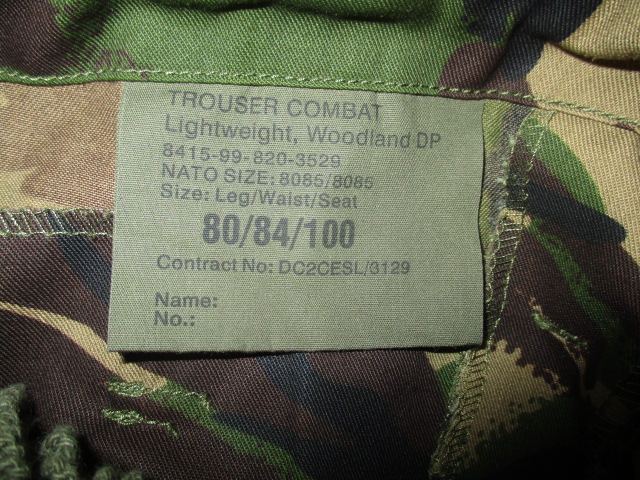 TROUSER COMBAT
Lightweight, Woodland DP
8415-99-820-3529
NATO SIZE: 8085/8085
Size: Leg/Waist/Seat
80/84/100
Contract No: DC2CESL/3129
Name:
No.: